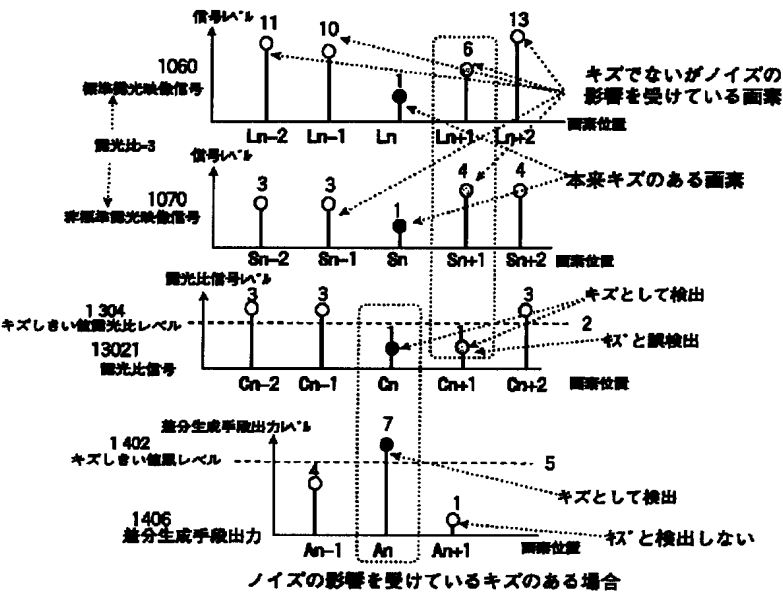 信号レベル
11 10 6 13
1060
標準露光映像信号
1
キズでないがノイズの
影響を受けている画素
Ln-2 Ln-1 Ln Ln+1 Ln+2 画素位置
露光比=3
信号レベル
3 3 1 4 4
本来キズのある画素
1070
非標準露光映像信号
Sn-2 Sn-1 Sn Sn+1 Sn+2 画素位置
露光比信号レベル
3 3 1 1 3
キズとして検出
1304
キズしきい値露光比レベル
2
キズと誤検出
13021
露光比信号
Cn-2 Cn-1 Cn Cn+1 Cn+2 画素位置
差分生成手段出力レベル
7
1402
キズしきい値黒レベル
5
4
キズとして検出
1
1406
差分生成手段出力
キズと検出しない
An-1 An An+1 画素位置
ノイズの影響を受けているキズのある場合